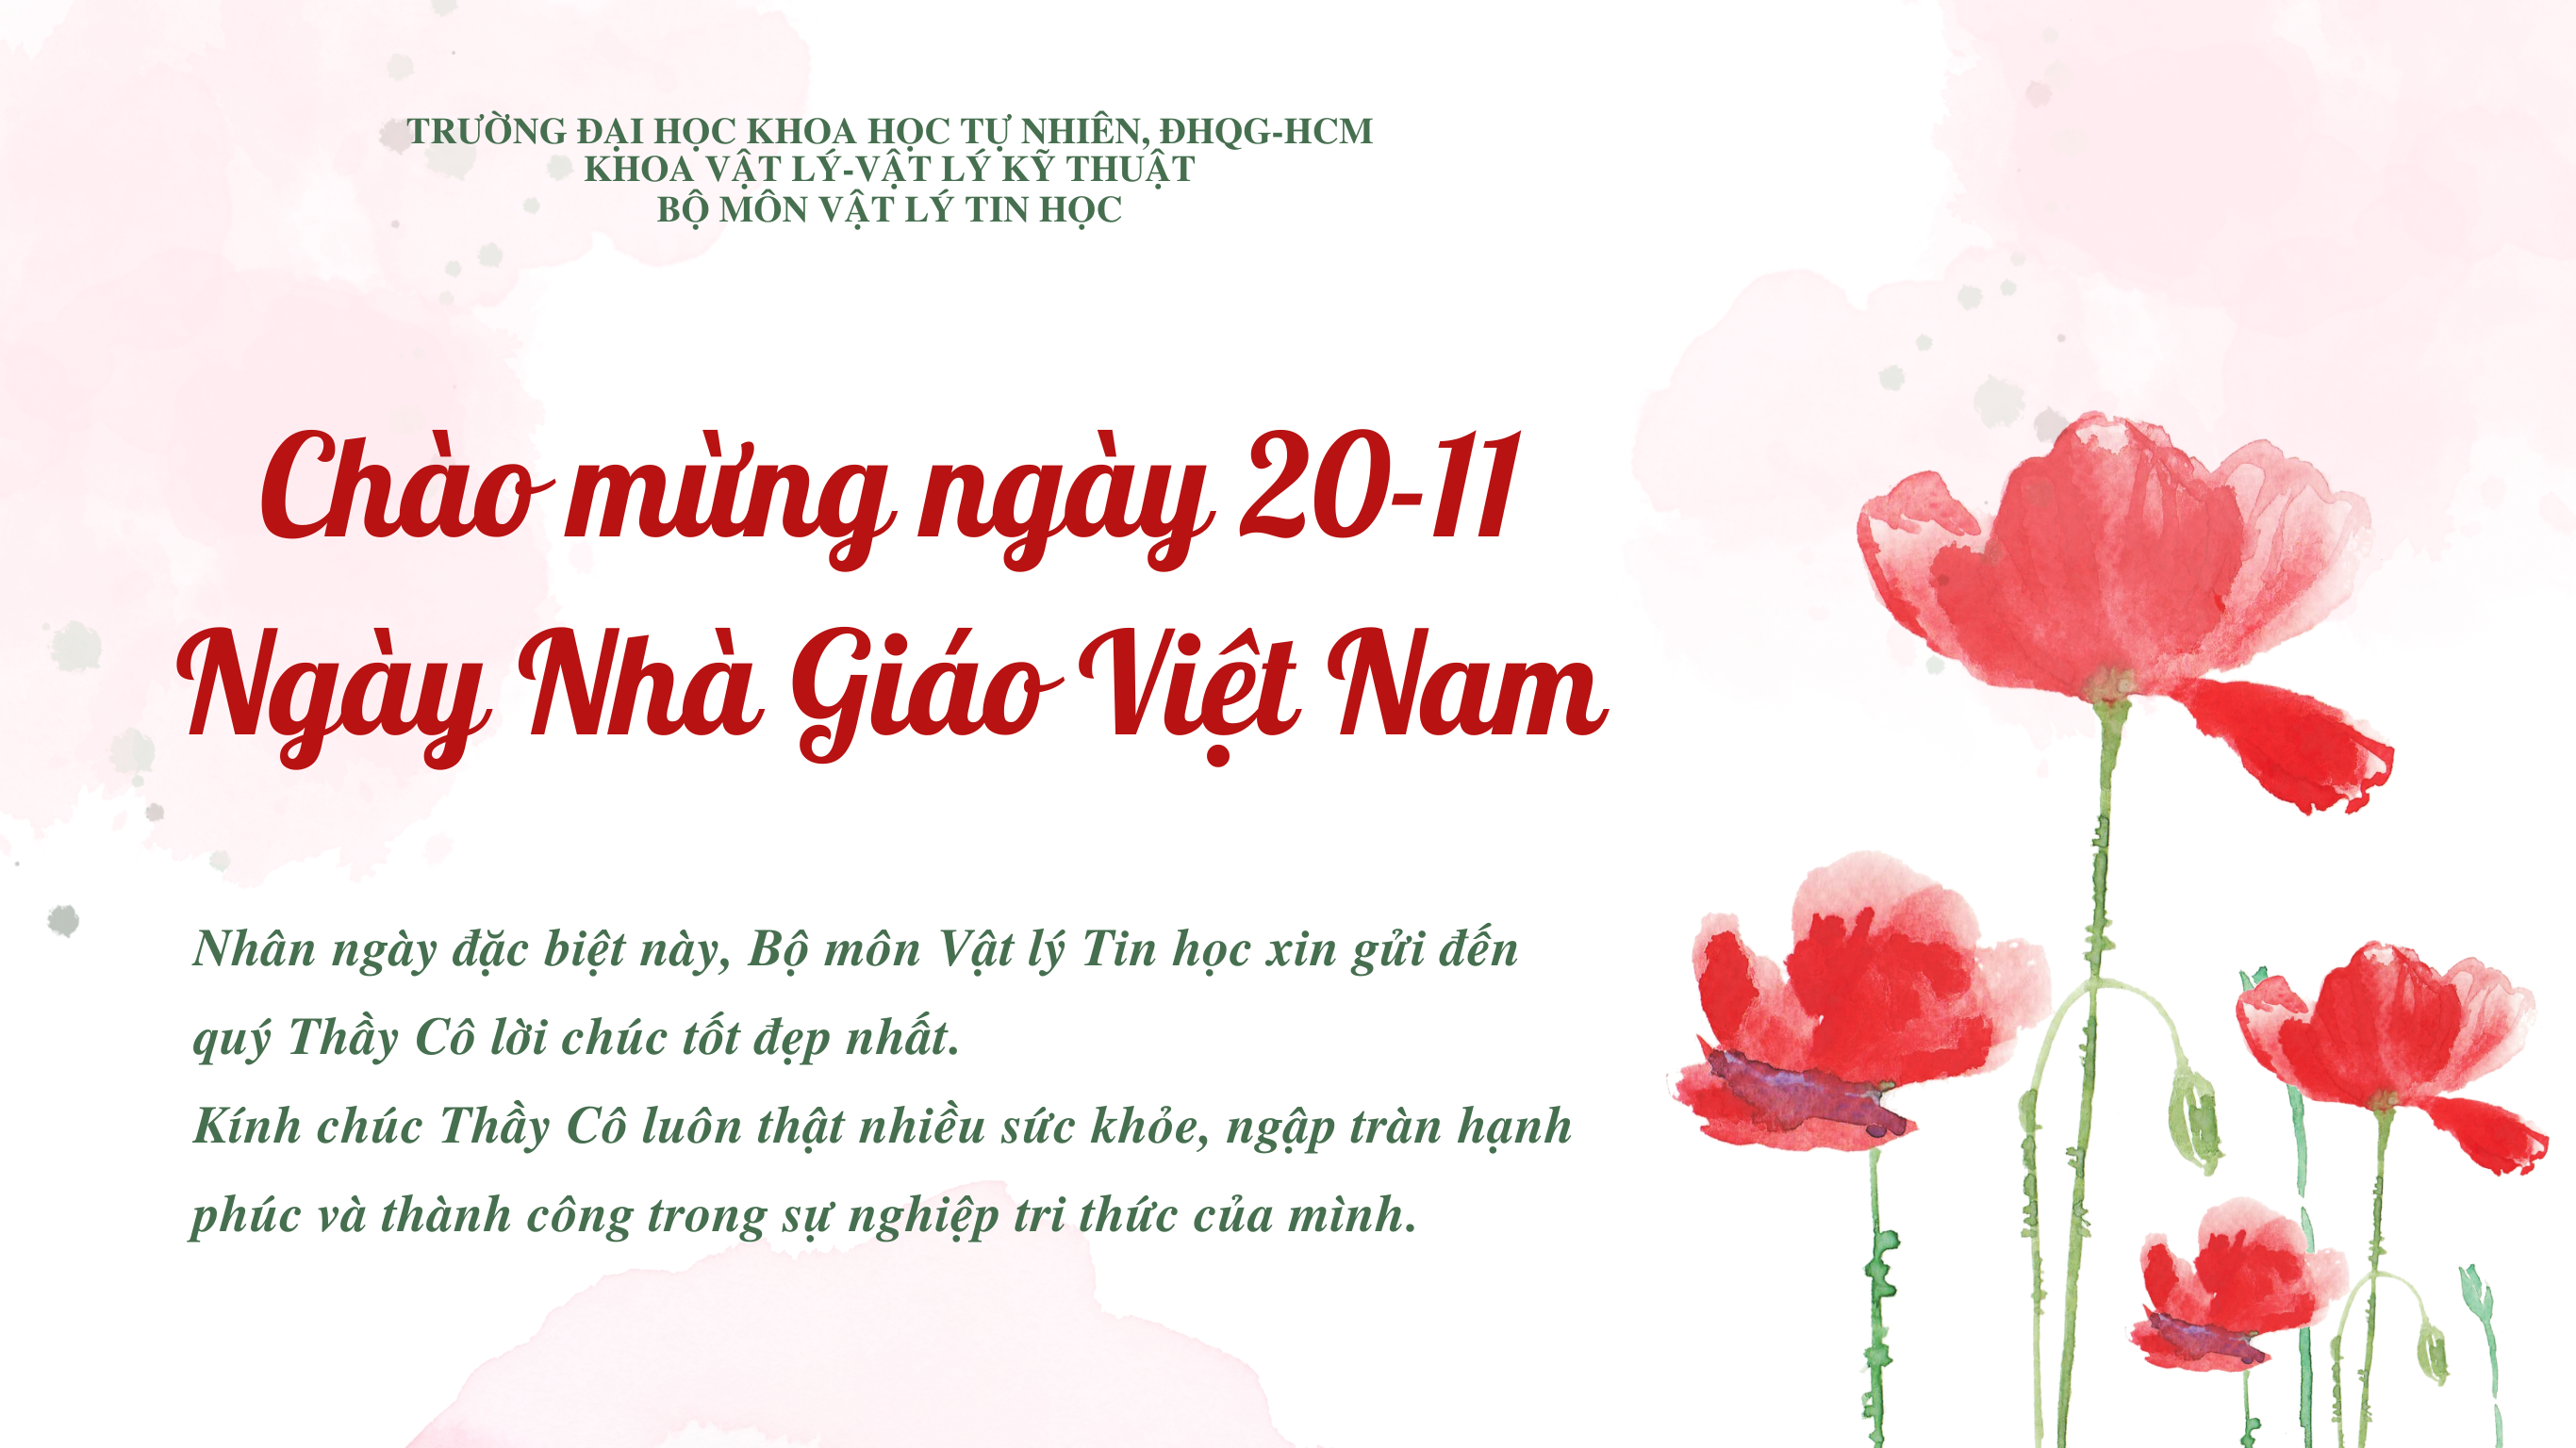 TRƯỜNG ĐẠI HỌC KHOA HỌC TỰ NHIÊN, ĐHQG-HCM
KHOA VẬT LÝ-VẬT LÝ KỸ THUẬT
BỘ MÔN VẬT LÝ TIN HỌC
Chào mừng ngày 20-11
Ngày Nhà Giáo Việt Nam
Nhân ngày đặc biệt này, Bộ môn Vật lý Tin học xin gửi đến
quý Thầy Cô lời chúc tốt đẹp nhất.
Kính chúc Thầy Cô luôn thật nhiều sức khỏe, ngập tràn hạnh
phúc và thành công trong sự nghiệp tri thức của mình.